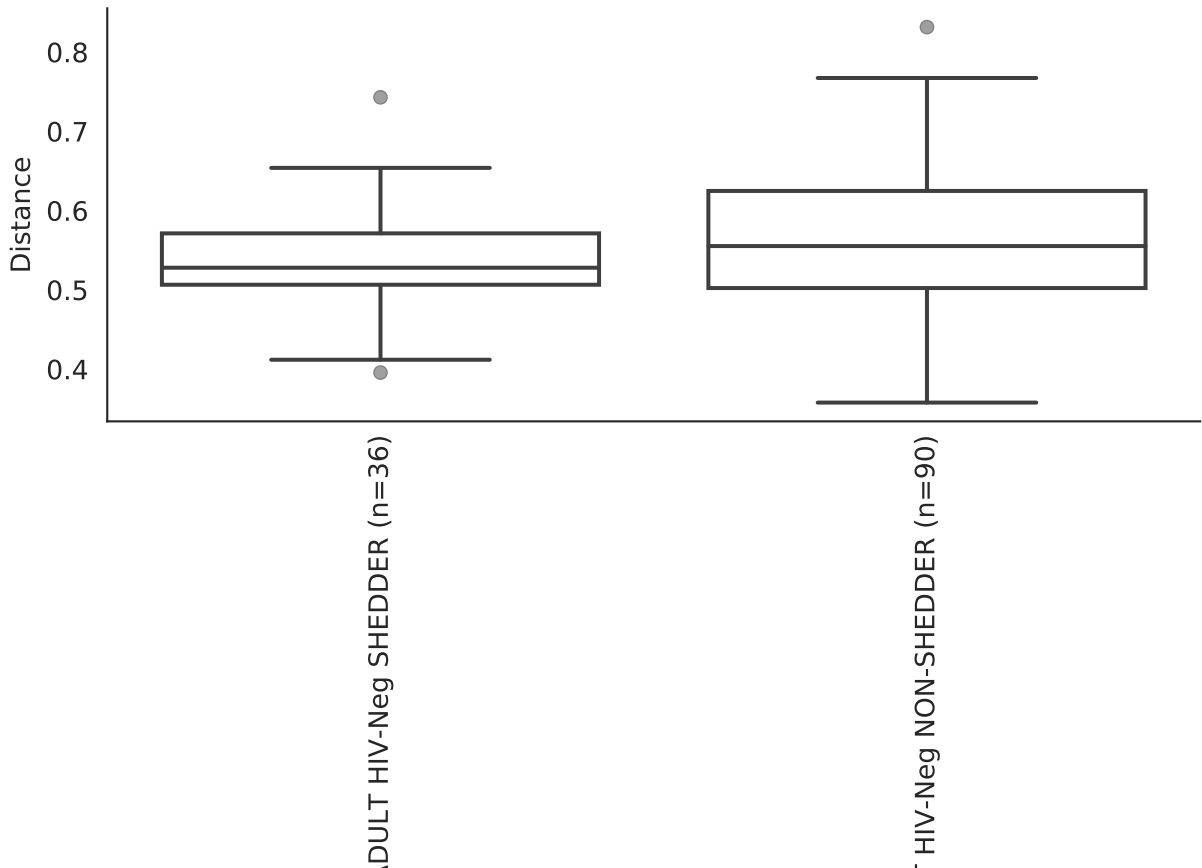 Distance
0.8
0.7
0.6
0.5
0.4
HIV-Neg SHEDDER (n=36)
HIV-Neg NON-SHEDDER (n=90)